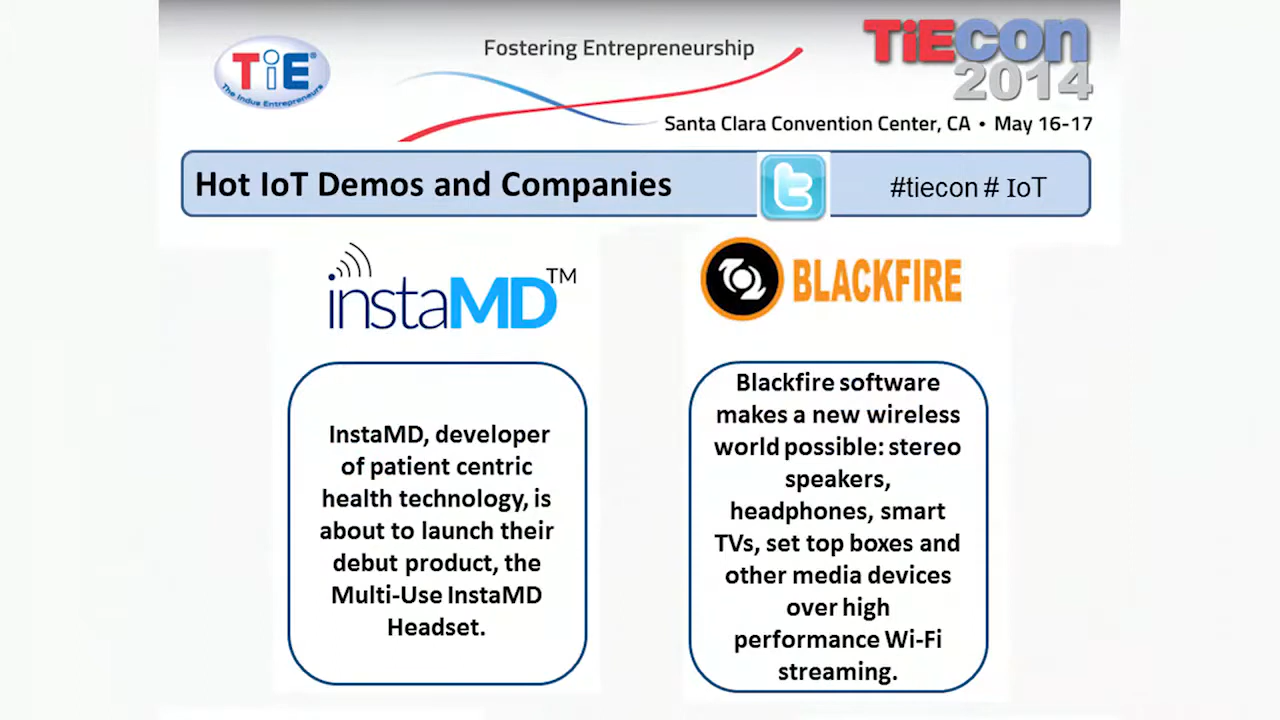 Fostering Entrepreneurship
TiE®
The Indus Entrepreneurs
TiEcon
2014
Santa Clara Convention Center, CA • May 16-17
Hot IoT Demos and Companies
t
#tiecon # IoT
instaMD™
BLACKFIRE
InstaMD, developer
of patient centric
health technology, is
about to launch their
debut product, the
Multi-Use InstaMD
Headset.
Blackfire software
makes a new wireless
world possible: stereo
speakers,
headphones, smart
TVs, set top boxes and
other media devices
over high
performance Wi-Fi
streaming.